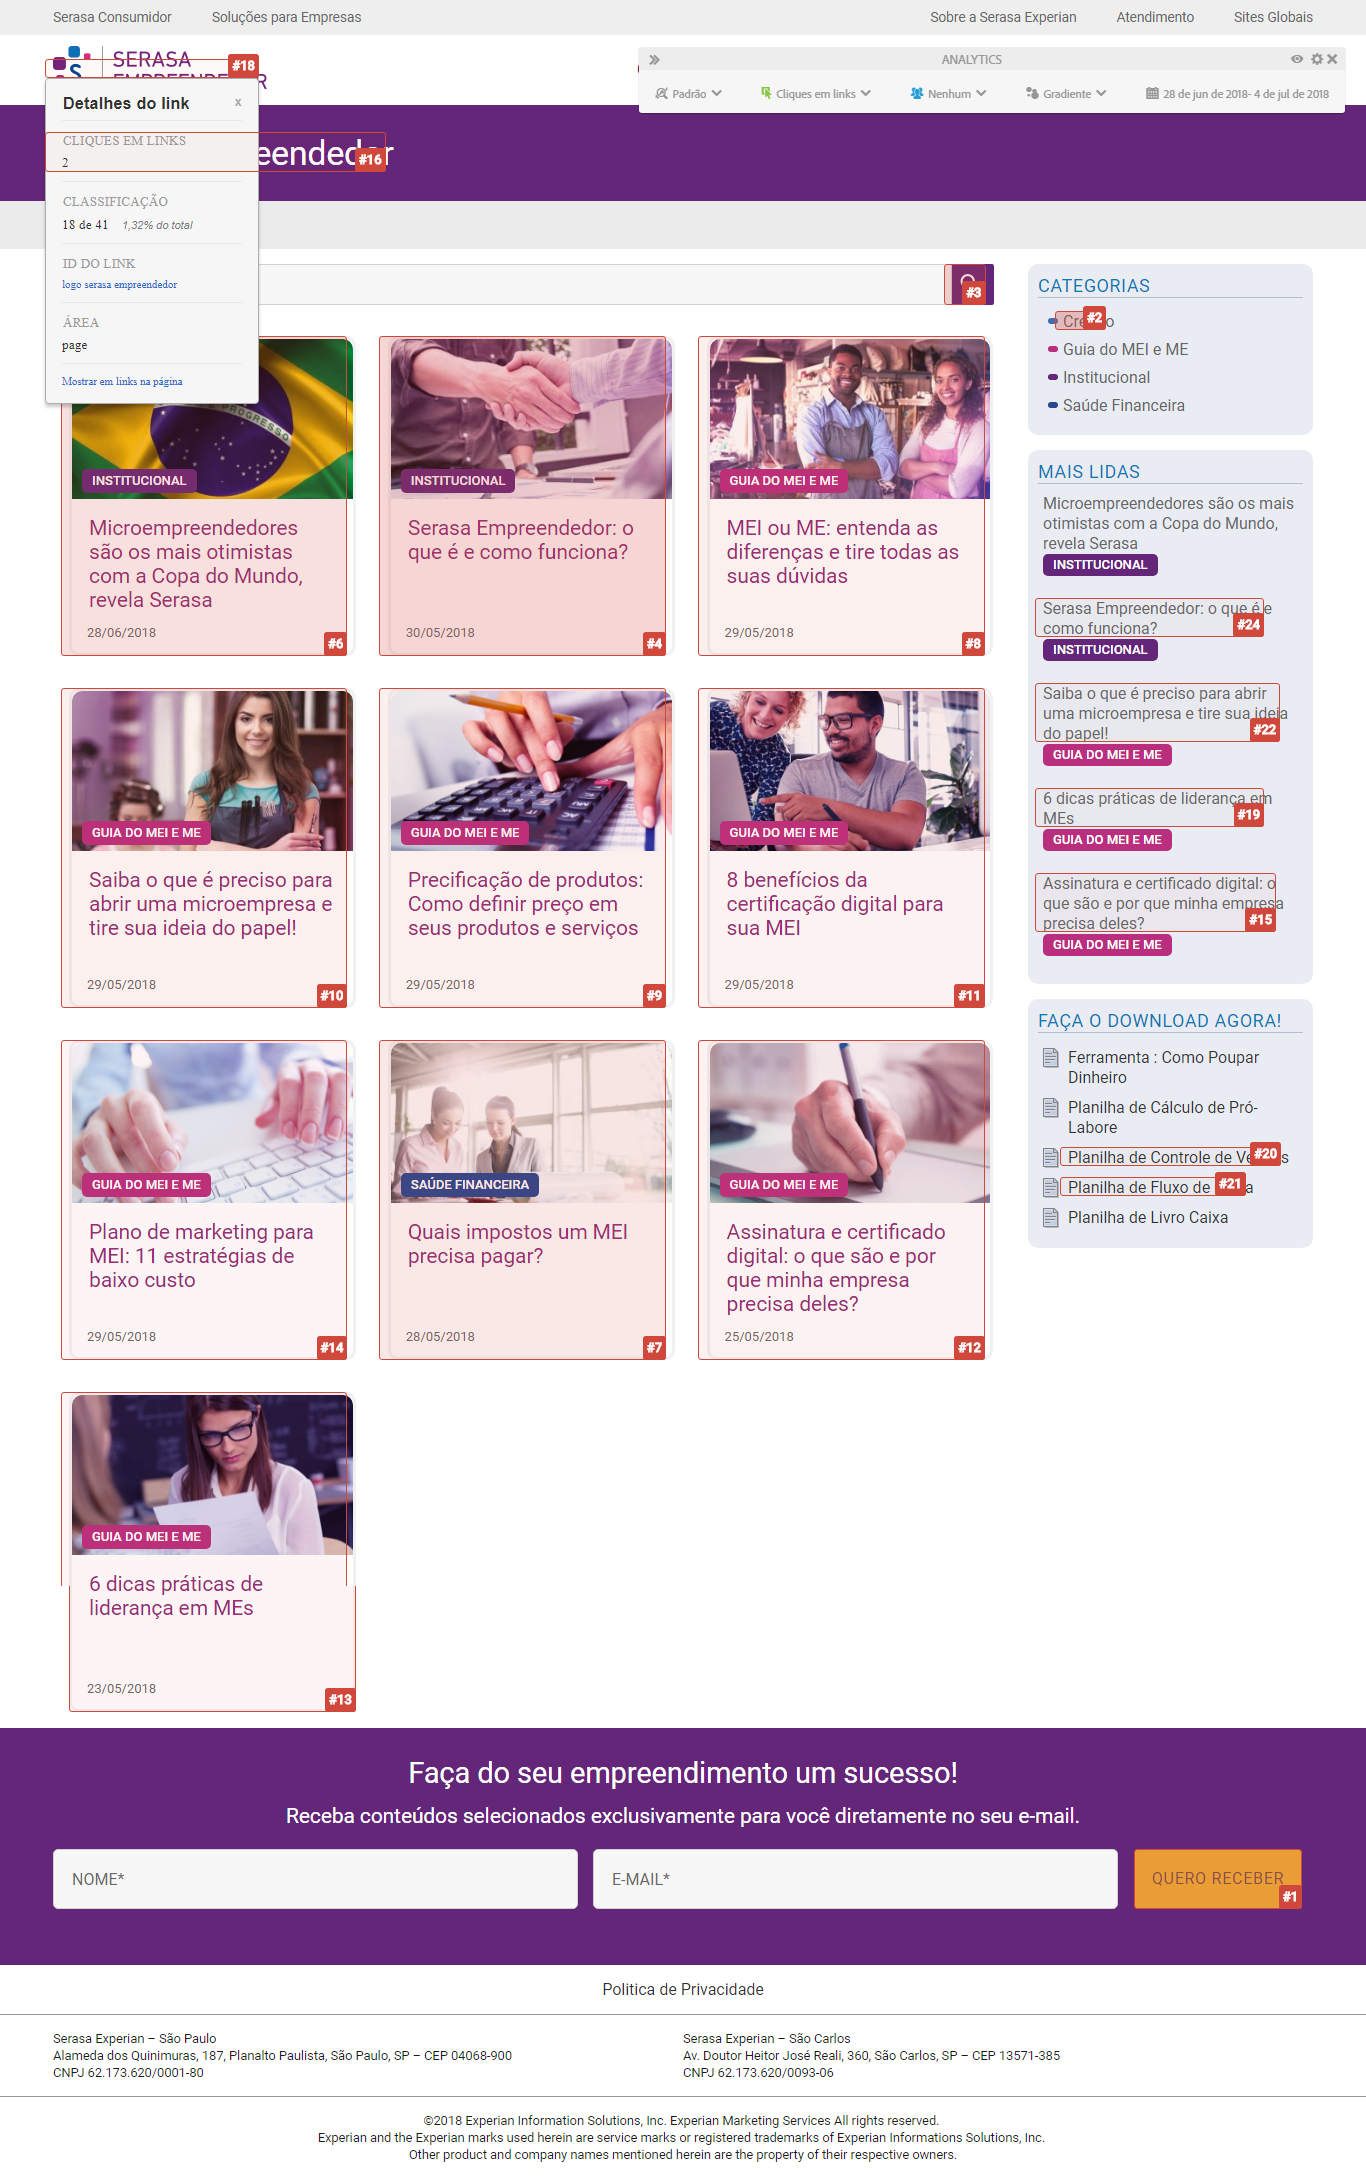 Serasa Consumidor
Soluções para Empresas
Sobre a Serasa Experian
Atendimento
Sites Globais
SERASA
#18
ANALYTICS
Padrão
Cliques em links
Nenhum
Gradiente
28 de jun de 2018- 4 de jul de 2018
Detalhes do link
x
CLIQUES EM LINKS
2
CLASSIFICAÇÃO
18 de 41
1,32% do total
ID DO LINK
logo serasa empreendedor
ÁREA
page
Mostrar em links na página
#16
#3
CATEGORIAS
#2
Guia do MEI e ME
Institucional
Saúde Financeira
INSTITUCIONAL
Microempreendedores
são os mais otimistas
com a Copa do Mundo,
revela Serasa
28/06/2018
#6
INSTITUCIONAL
Serasa Empreendedor: o
que é e como funciona?
30/05/2018
#4
GUIA DO MEI E ME
MEI ou ME: entenda as
diferenças e tire todas as
suas dúvidas
29/05/2018
#8
MAIS LIDAS
Microempreendedores são os mais
otimistas com a Copa do Mundo,
revela Serasa
INSTITUCIONAL
Serasa Empreendedor: o que é e
como funciona?
#24
INSTITUCIONAL
Saiba o que é preciso para abrir
uma microempresa e tire sua ideia
do papel!
#22
GUIA DO MEI E ME
6 dicas práticas de liderança em
MEs
#19
GUIA DO MEI E ME
Assinatura e certificado digital: o
que são e por que minha empresa
precisa deles?
#15
GUIA DO MEI E ME
GUIA DO MEI E ME
Saiba o que é preciso para
abrir uma microempresa e
tire sua ideia do papel!
29/05/2018
#10
GUIA DO MEI E ME
Precificação de produtos:
Como definir preço em
seus produtos e serviços
29/05/2018
#9
GUIA DO MEI E ME
8 benefícios da
certificação digital para
sua MEI
29/05/2018
#11
FAÇA O DOWNLOAD AGORA!
Ferramenta : Como Poupar
Dinheiro
Planilha de Cálculo de Pró-
Labore
Planilha de Controle de
#20
Planilha de Fluxo de
#21
Planilha de Livro Caixa
GUIA DO MEI E ME
Plano de marketing para
MEI: 11 estratégias de
baixo custo
29/05/2018
#14
SAÚDE FINANCEIRA
Quais impostos um MEI
precisa pagar?
28/05/2018
#7
GUIA DO MEI E ME
Assinatura e certificado
digital: o que são e por
que minha empresa
precisa deles?
25/05/2018
#12
GUIA DO MEI E ME
6 dicas práticas de
liderança em MEs
23/05/2018
#13
Faça do seu empreendimento um sucesso!
Receba conteúdos selecionados exclusivamente para você diretamente no seu e-mail.
NOME*
E-MAIL*
QUERO RECEBER
#1
Politica de Privacidade
Serasa Experian – São Paulo
Alameda dos Quinimuras, 187, Planalto Paulista, São Paulo, SP – CEP 04068-900
CNPJ 62.173.620/0001-80
Serasa Experian – São Carlos
Av. Doutor Heitor José Reali, 360, São Carlos, SP – CEP 13571-385
CNPJ 62.173.620/0093-06
©2018 Experian Information Solutions, Inc. Experian Marketing Services All rights reserved.
Experian and the Experian marks used herein are service marks or registered trademarks of Experian Informations Solutions, Inc.
Other product and company names mentioned herein are the property of their respective owners.